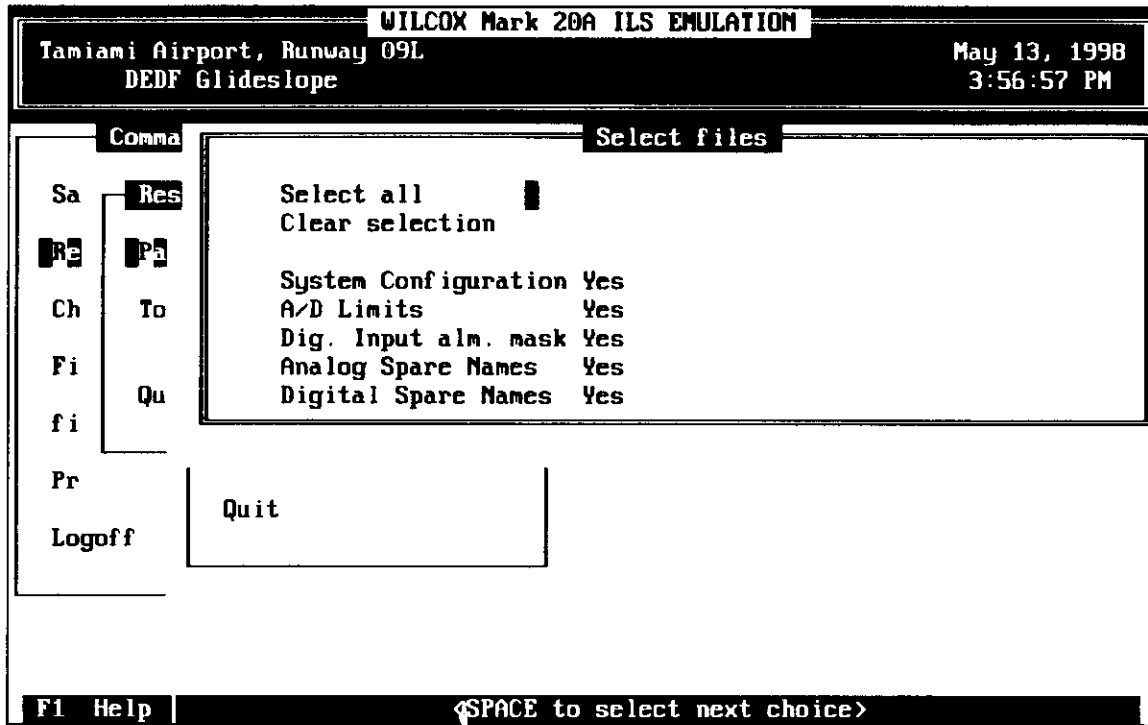 WILCOX Mark 20A ILS EMULATION
Tamiami Airport, Runway 09L
May 13, 1998
DEDF Glideslope
3:56:57 PM
Comma
Select files
Sa
Res
Select all
Clear selection
Re
Pa
System Configuration Yes
Ch
To
A/D Limits Yes
Dig. Input alm. mask Yes
Fi
Analog Spare Names Yes
Qu
Digital Spare Names Yes
fi
Pr
Quit
Logoff
F1 Help
<SPACE to select next choice>